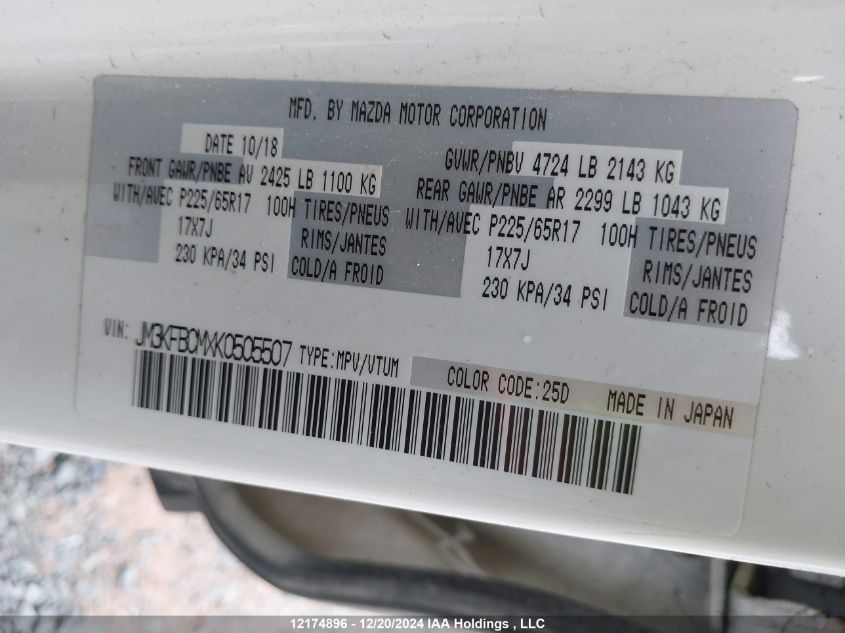 MFD. BY MAZDA MOTOR CORPORATION
DATE 10/18 GVWR/PNBV 4724 LB 2143 KG
FRONT GAWR/PNBE AV 2425 LB 1100 KG REAR GAWR/PNBE AR 2299 LB 1043 KG
WITH/AVEC P225/65R17 100H TIRES/PNEUS WITH/AVEC P225/65R17 100H TIRES/PNEUS
17X7J RIMS/JANTES 17X7J RIMS/JANTES
230 KPA/34 PSI COLD/A FROID 230 KPA/34 PSI COLD/A FROID
VIN: JM3KFBCMXK0505507 TYPE:MPV/VTUM COLOR CODE:25D MADE IN JAPAN
12174896 - 12/20/2024 IAA Holdings , LLC